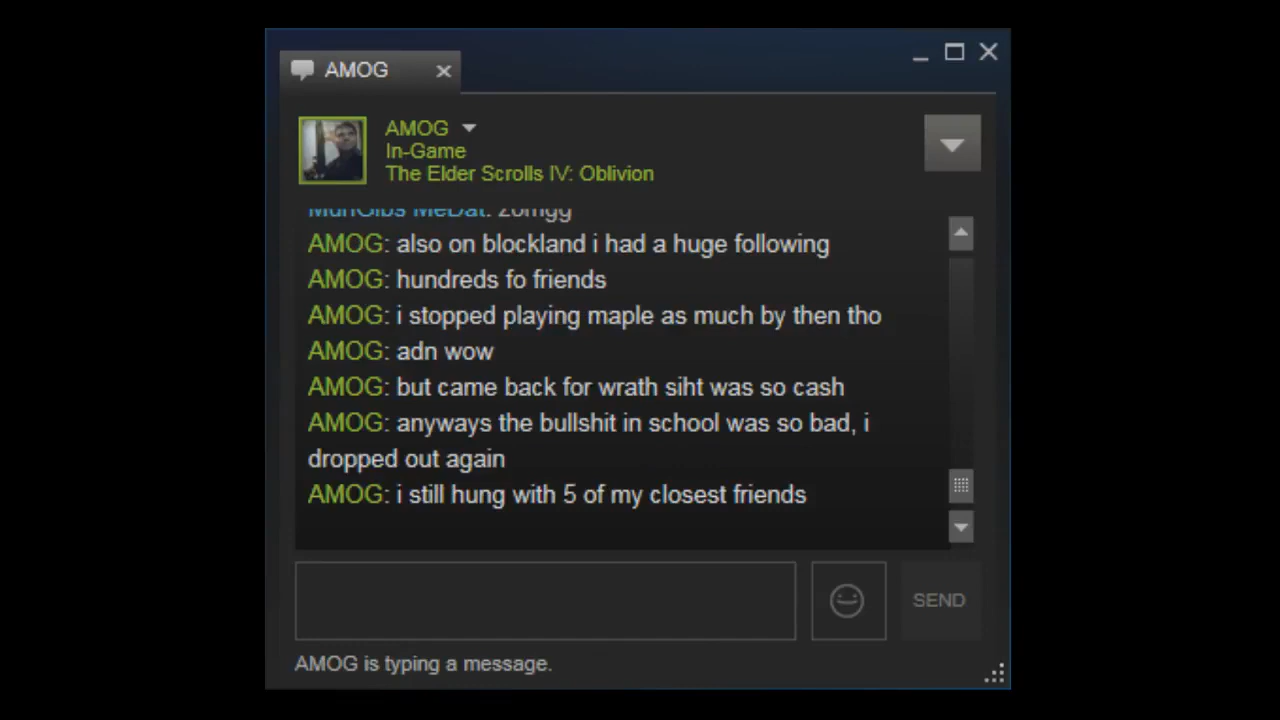 AMOG
AMOG
In-Game
The Elder Scrolls IV: Oblivion
MunGibs MeDat: zomgg
AMOG: also on blockland i had a huge following
AMOG: hundreds fo friends
AMOG: i stopped playing maple as much by then tho
AMOG: adn wow
AMOG: but came back for wrath siht was so cash
AMOG: anyways the bullshit in school was so bad, i
dropped out again
AMOG: i still hung with 5 of my closest friends
SEND
AMOG is typing a message.